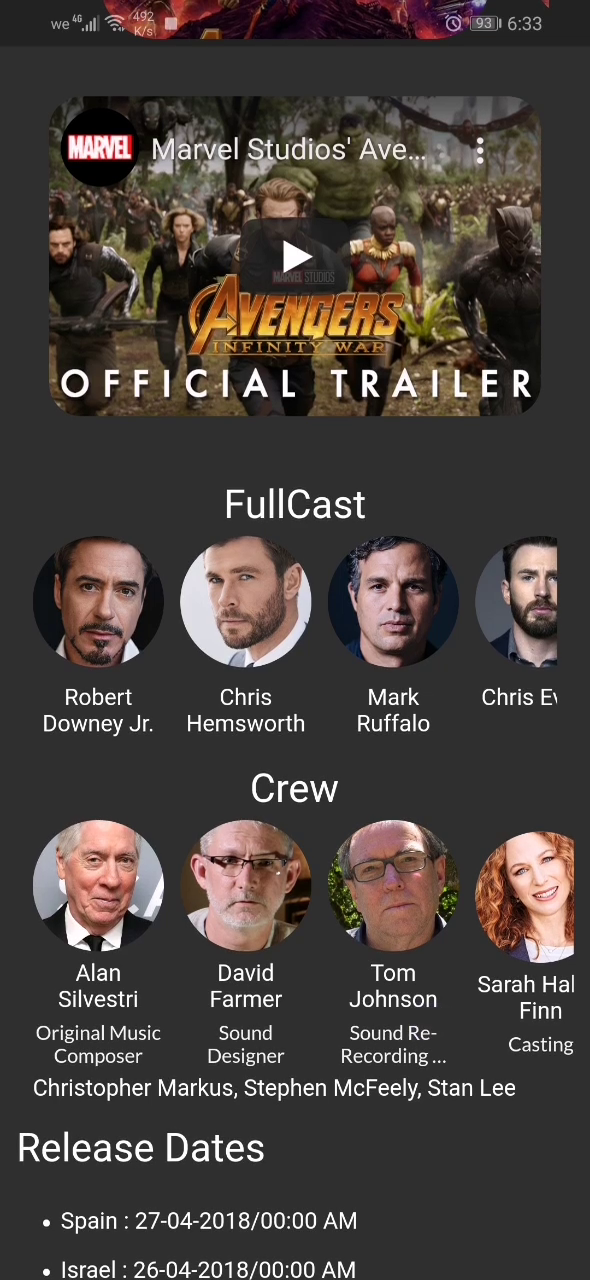 we 4G 492 K/s 93 6:33
MARVEL Marvel Studios' Ave...
MARVEL STUDIOS
AVENGERS
INFINITY WAR
OFFICIAL TRAILER
FullCast
Robert Chris Mark Chris Ev
Downey Jr. Hemsworth Ruffalo
Crew
Alan David Tom Sarah Hal
Silvestri Farmer Johnson Finn
Original Music Sound Sound Re- Casting
Composer Designer Recording ...
Christopher Markus, Stephen McFeely, Stan Lee
Release Dates
• Spain : 27-04-2018/00:00 AM
• Israel : 26-04-2018/00:00 AM